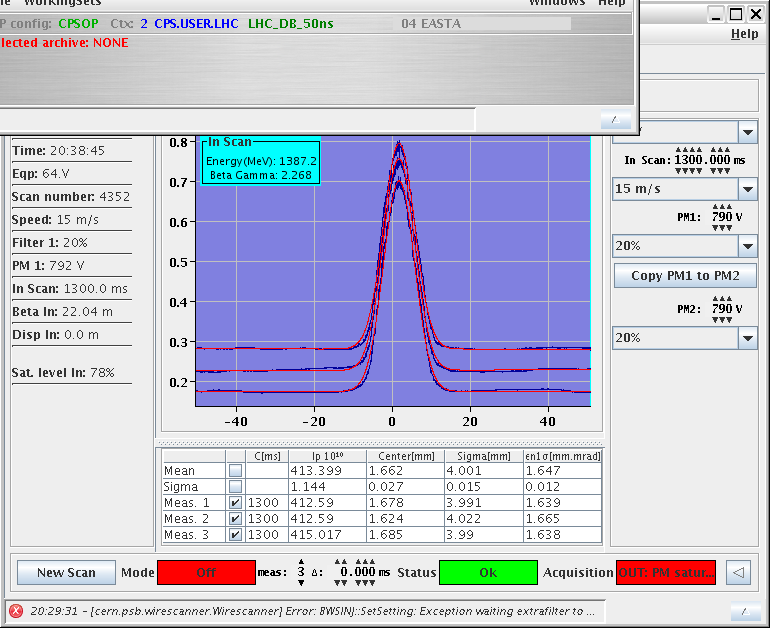 WorkingSets Windows Help
P config: CPSOP Ctx: 2 CPS.USER.LHC LHC_DB_50ns 04 EASTA
lected archive: NONE
Help
Time: 20:38:45
Eqp: 64.V
Scan number: 4352
Speed: 15 m/s
Filter 1: 20%
PM 1: 792 V
In Scan: 1300.0 ms
Beta In: 22.04 m
Disp In: 0.0 m
Sat. level In: 78%
In Scan
Energy(MeV): 1387.2
Beta Gamma: 2.268
0.8
0.7
0.6
0.5
0.4
0.3
0.2
-40 -20 0 20 40
In Scan: 1300.000 ms
15 m/s
PM1: 790 V
20%
Copy PM1 to PM2
PM2: 790 V
20%
C[ms] Ip 10¹⁰ Center[mm] Sigma[mm] en1σ[mm.mrad]
Mean 413.399 1.662 4.001 1.647
Sigma 1.144 0.027 0.015 0.012
Meas. 1 1300 412.59 1.678 3.991 1.639
Meas. 2 1300 412.59 1.624 4.022 1.665
Meas. 3 1300 415.017 1.685 3.99 1.638
New Scan Mode Off meas: 3 Δ: 0.000 ms Status Ok Acquisition OUT: PM satur...
20:29:31 - [cern.psb.wirescanner.Wirescanner] Error: BWSINJ::SetSetting: Exception waiting extrafilter to ...